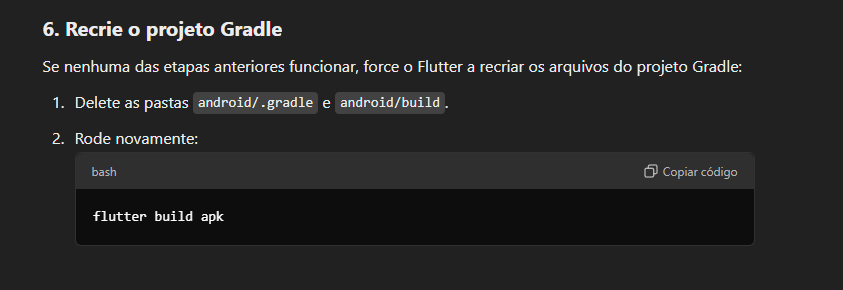 6. Recrie o projeto Gradle
Se nenhuma das etapas anteriores funcionar, force o Flutter a recriar os arquivos do projeto Gradle:
1. Delete as pastas android/.gradle e android/build.
2. Rode novamente:
bash Copiar código
flutter build apk